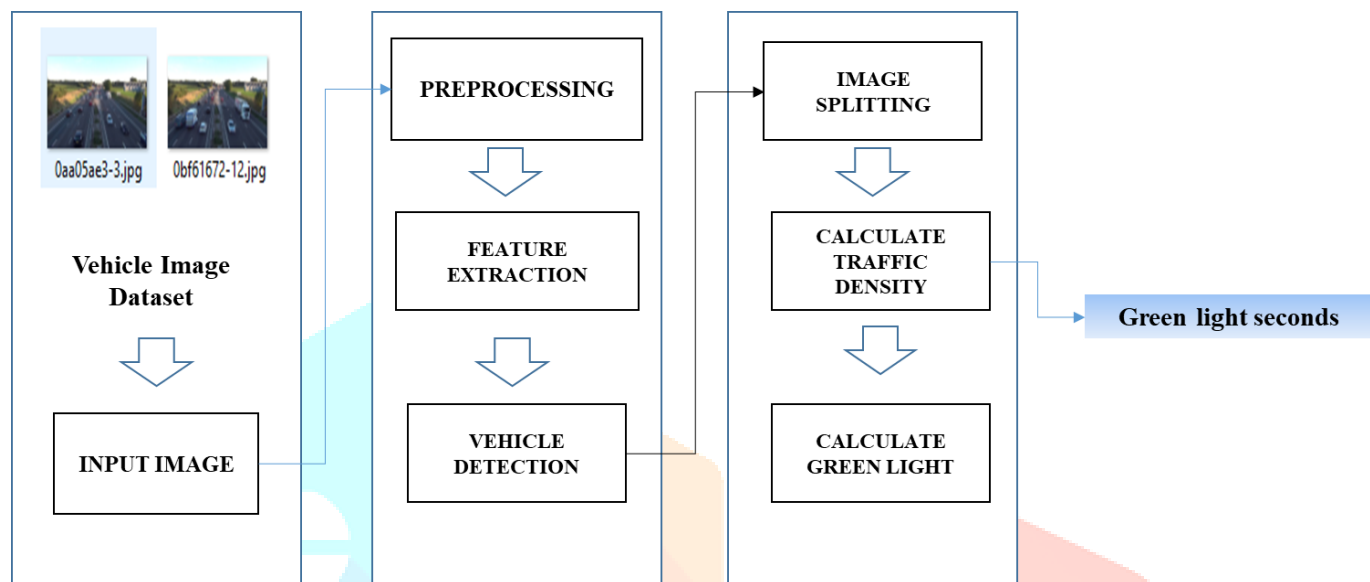 0aa05ae3-3.jpg
0bf61672-12.jpg
Vehicle Image
Dataset
INPUT IMAGE
PREPROCESSING
FEATURE
EXTRACTION
VEHICLE
DETECTION
IMAGE
SPLITTING
CALCULATE
TRAFFIC
DENSITY
CALCULATE
GREEN LIGHT
Green light seconds